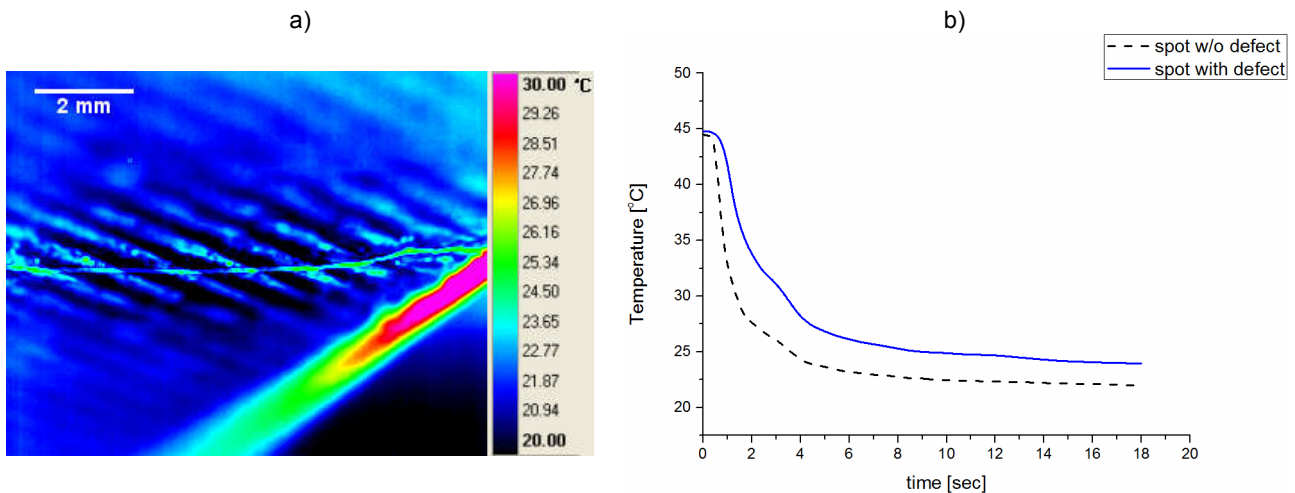 a)
b)
2 mm
30.00 °C
29.26
28.51
27.74
26.96
26.16
25.34
24.50
23.65
22.77
21.87
20.94
20.00
spot w/o defect
spot with defect
50
45
40
35
30
25
20
Temperature [°C]
0 2 4 6 8 10 12 14 16 18 20
time [sec]